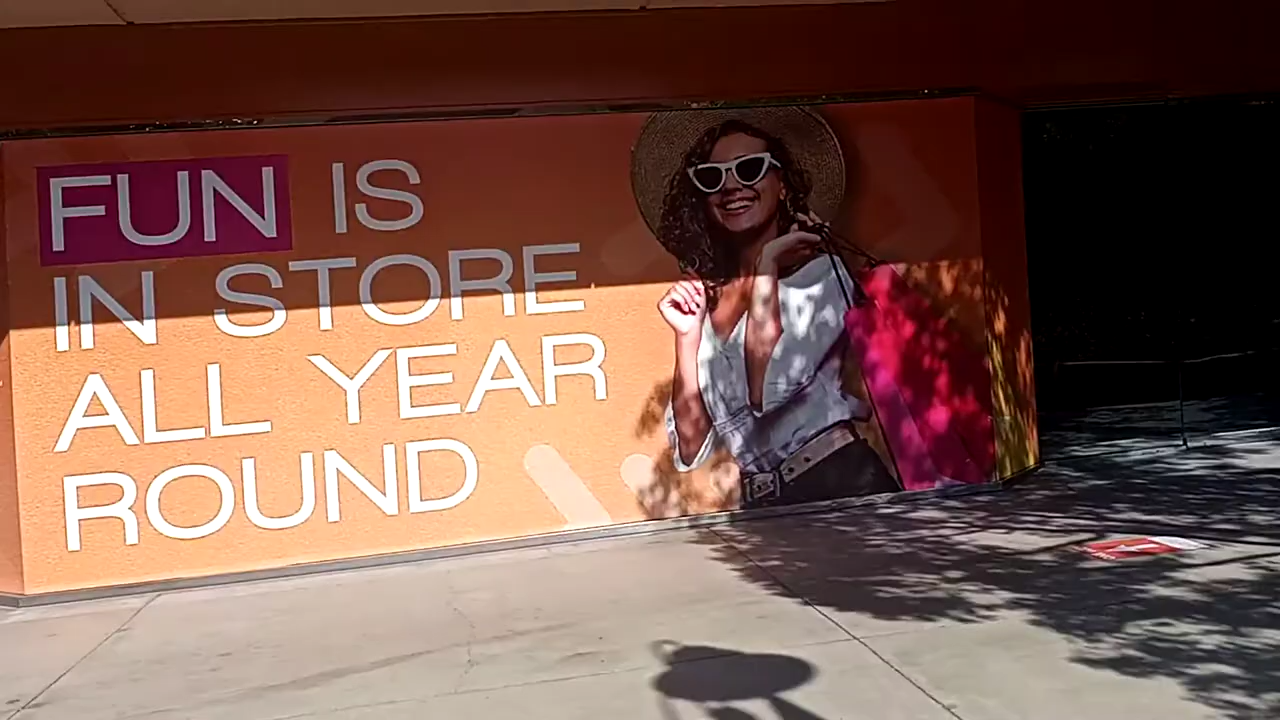 FUN IS
IN STORE
ALL YEAR
ROUND